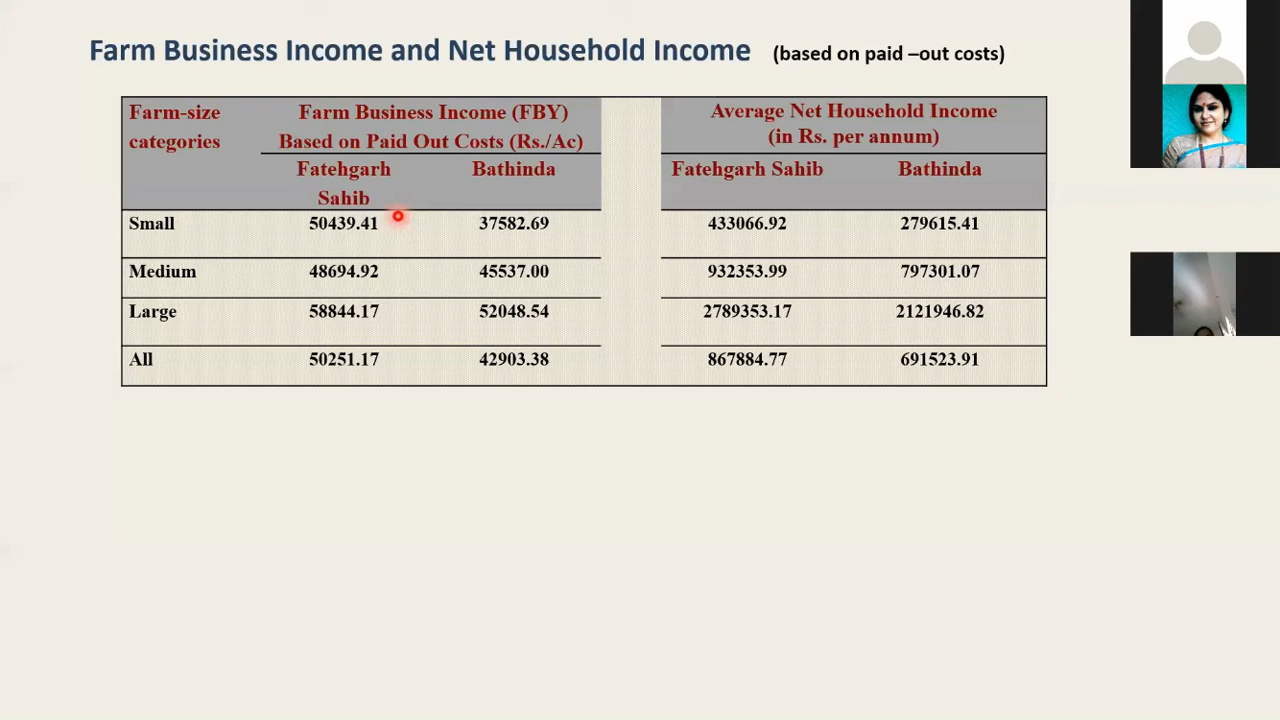 Farm Business Income and Net Household Income (based on paid –out costs)
Farm-size categories
Farm Business Income (FBY)
Based on Paid Out Costs (Rs./Ac)
Average Net Household Income
(in Rs. per annum)
Fatehgarh Sahib
Bathinda
Fatehgarh Sahib
Bathinda
Small 50439.41 37582.69 433066.92 279615.41
Medium 48694.92 45537.00 932353.99 797301.07
Large 58844.17 52048.54 2789353.17 2121946.82
All 50251.17 42903.38 867884.77 691523.91